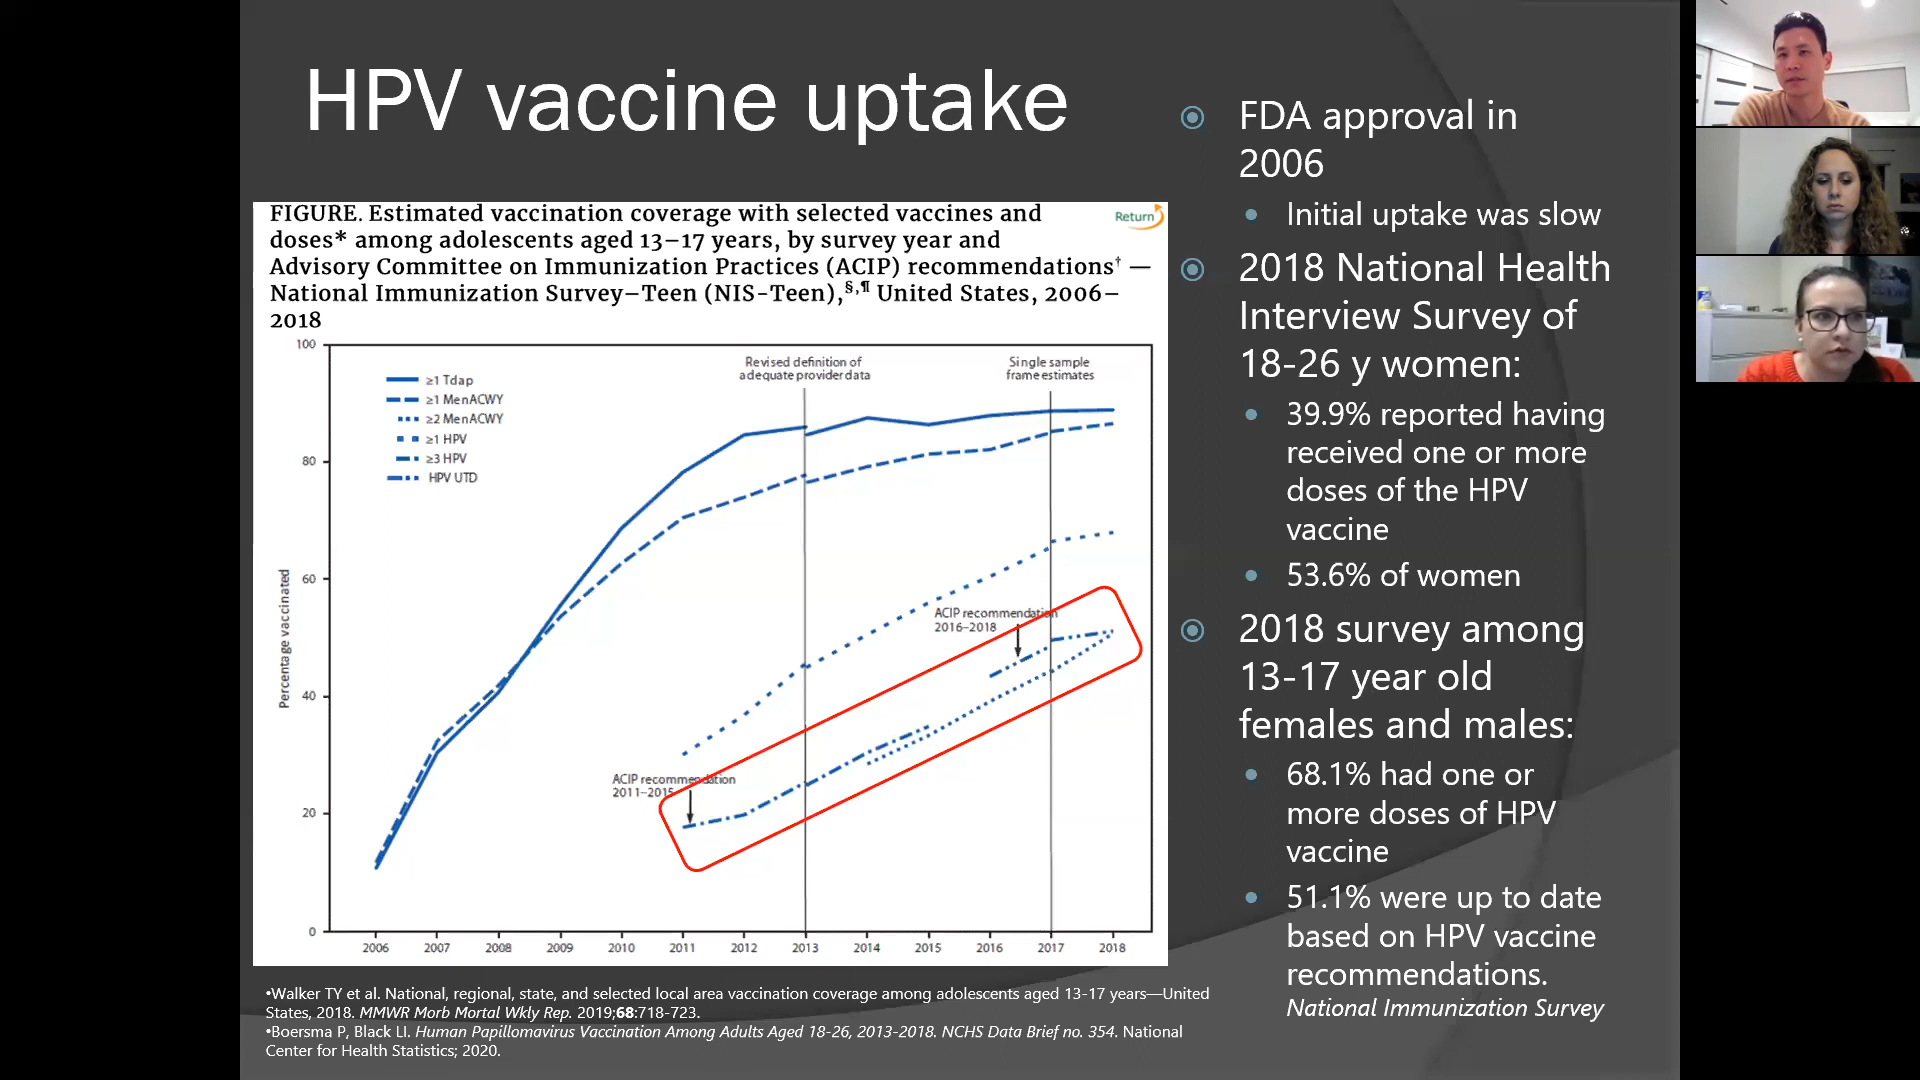 HPV vaccine uptake
FIGURE. Estimated vaccination coverage with selected vaccines and
doses* among adolescents aged 13–17 years, by survey year and
Advisory Committee on Immunization Practices (ACIP) recommendations† —
National Immunization Survey–Teen (NIS-Teen),§,¶ United States, 2006–
2018
Return
100
80
60
40
20
0
Percentage vaccinated
≥1 Tdap
≥1 MenACWY
≥2 MenACWY
≥1 HPV
≥3 HPV
HPV UTD
Revised definition of
adequate provider data
Single sample
frame estimates
ACIP recommendation
2016–2018
ACIP recommendation
2011–2015
2006 2007 2008 2009 2010 2011 2012 2013 2014 2015 2016 2017 2018
•Walker TY et al. National, regional, state, and selected local area vaccination coverage among adolescents aged 13-17 years—United
States, 2018. MMWR Morb Mortal Wkly Rep. 2019;68:718-723.
•Boersma P, Black LI. Human Papillomavirus Vaccination Among Adults Aged 18-26, 2013-2018. NCHS Data Brief no. 354. National
Center for Health Statistics; 2020.
FDA approval in
2006
• Initial uptake was slow
2018 National Health
Interview Survey of
18-26 y women:
• 39.9% reported having
received one or more
doses of the HPV
vaccine
• 53.6% of women
2018 survey among
13-17 year old
females and males:
• 68.1% had one or
more doses of HPV
vaccine
• 51.1% were up to date
based on HPV vaccine
recommendations.
National Immunization Survey